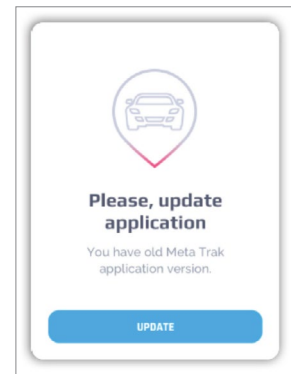 Please, update
application
You have old Meta Trak
application version.
UPDATE